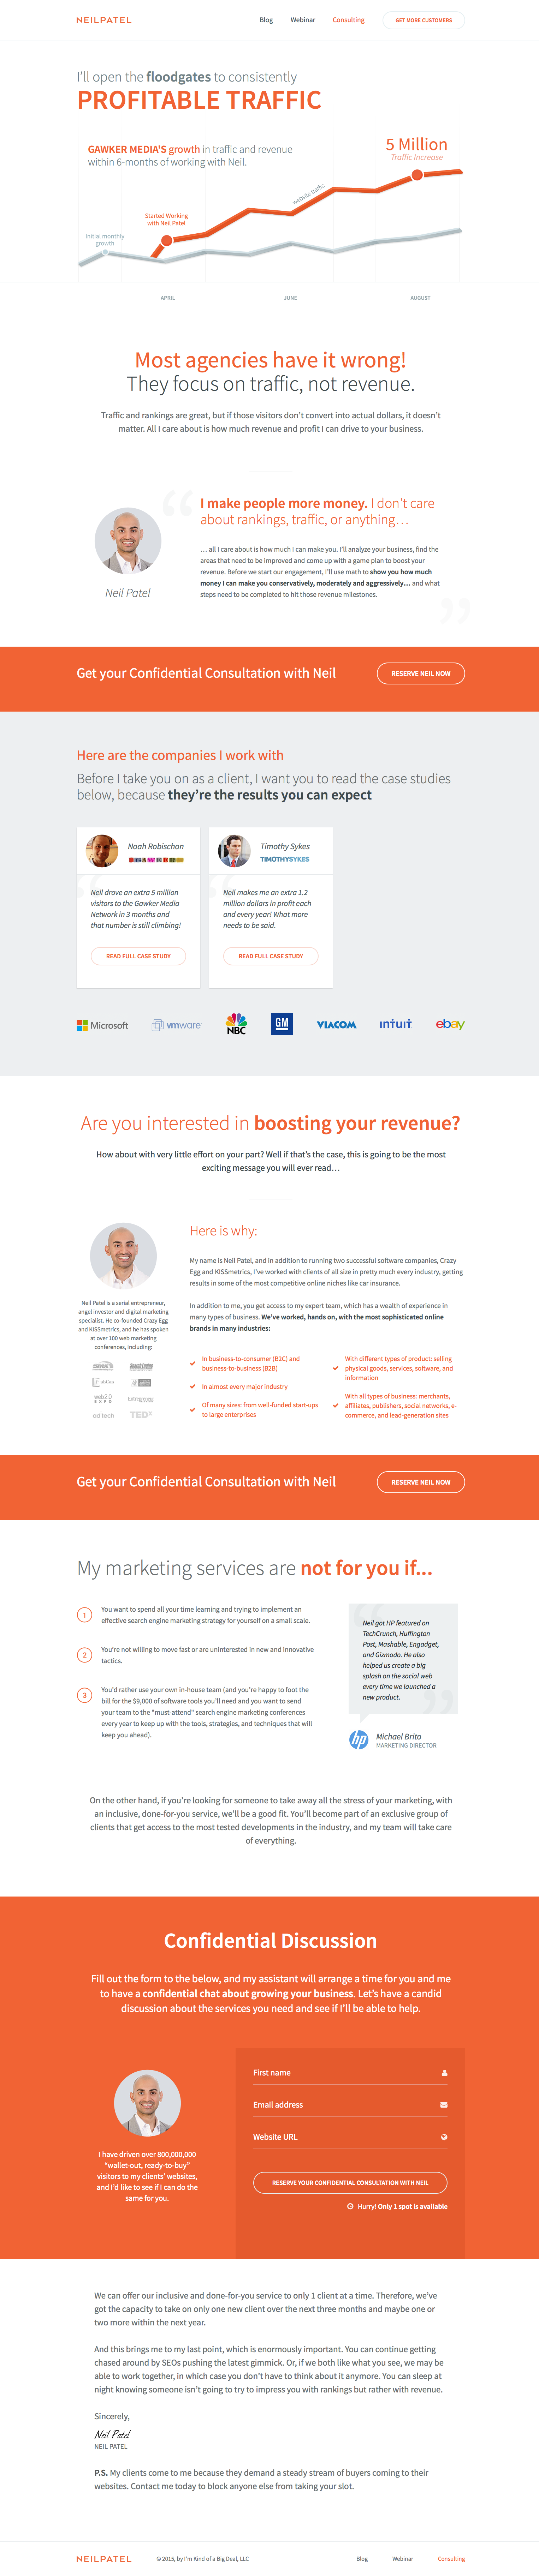 NEILPATEL
Blog
Webinar
Consulting
GET MORE CUSTOMERS
I'll open the floodgates to consistently
PROFITABLE TRAFFIC
GAWKER MEDIA'S growth in traffic and revenue
within 6-months of working with Neil.
5 Million
Traffic Increase
website traffic
Started Working
with Neil Patel
Initial monthly
growth
APRIL
JUNE
AUGUST
Most agencies have it wrong!
They focus on traffic, not revenue.
Traffic and rankings are great, but if those visitors don't convert into actual dollars, it doesn't
matter. All I care about is how much revenue and profit I can drive to your business.
I make people more money. I don't care
about rankings, traffic, or anything…
… all I care about is how much I can make you. I'll analyze your business, find the
areas that need to be improved and come up with a game plan to boost your
revenue. Before we start our engagement, I'll use math to show you how much
money I can make you conservatively, moderately and aggressively… and what
steps need to be completed to hit those revenue milestones.
Neil Patel
Get your Confidential Consultation with Neil
RESERVE NEIL NOW
Here are the companies I work with
Before I take you on as a client, I want you to read the case studies
below, because they're the results you can expect
Noah Robischon
GAWKER
Neil drove an extra 5 million
visitors to the Gawker Media
Network in 3 months and
that number is still climbing!
READ FULL CASE STUDY
Timothy Sykes
TIMOTHYSYKES
Neil makes me an extra 1.2
million dollars in profit each
and every year! What more
needs to be said.
READ FULL CASE STUDY
Microsoft
vmware
NBC
GM
VIACOM
intuit
ebay
Are you interested in boosting your revenue?
How about with very little effort on your part? Well if that's the case, this is going to be the most
exciting message you will ever read…
Neil Patel is a serial entrepreneur,
angel investor and digital marketing
specialist. He co-founded Crazy Egg
and KISSmetrics, and he has spoken
at over 100 web marketing
conferences, including:
web2.0
EXPO
ad:tech
TED
Here is why:
My name is Neil Patel, and in addition to running two successful software companies, Crazy
Egg and KISSmetrics, I've worked with clients of all size in pretty much every industry, getting
results in some of the most competitive online niches like car insurance.
In addition to me, you get access to my expert team, which has a wealth of experience in
many types of business. We've worked, hands on, with the most sophisticated online
brands in many industries:
In business-to-consumer (B2C) and
business-to-business (B2B)
In almost every major industry
Of many sizes: from well-funded start-ups
to large enterprises
With different types of product: selling
physical goods, services, software, and
information
With all types of business: merchants,
affiliates, publishers, social networks, e-
commerce, and lead-generation sites
Get your Confidential Consultation with Neil
RESERVE NEIL NOW
My marketing services are not for you if...
1
You want to spend all your time learning and trying to implement an
effective search engine marketing strategy for yourself on a small scale.
2
You're not willing to move fast or are uninterested in new and innovative
tactics.
3
You'd rather use your own in-house team (and you're happy to foot the
bill for the $9,000 of software tools you'll need and you want to send
your team to the "must-attend" search engine marketing conferences
every year to keep up with the tools, strategies, and techniques that will
keep you ahead).
Neil got HP featured on
TechCrunch, Huffington
Post, Mashable, Engadget,
and Gizmodo. He also
helped us create a big
splash on the social web
every time we launched a
new product.
hp
Michael Brito
MARKETING DIRECTOR
On the other hand, if you're looking for someone to take away all the stress of your marketing, with
an inclusive, done-for-you service, we'll be a good fit. You'll become part of an exclusive group of
clients that get access to the most tested developments in the industry, and my team will take care
of everything.
Confidential Discussion
Fill out the form to the below, and my assistant will arrange a time for you and me
to have a confidential chat about growing your business. Let's have a candid
discussion about the services you need and see if I'll be able to help.
I have driven over 800,000,000
"wallet-out, ready-to-buy"
visitors to my clients' websites,
and I'd like to see if I can do the
same for you.
First name
Email address
Website URL
RESERVE YOUR CONFIDENTIAL CONSULTATION WITH NEIL
Hurry! Only 1 spot is available
We can offer our inclusive and done-for-you service to only 1 client at a time. Therefore, we've
got the capacity to take on only one new client over the next three months and maybe one or
two more within the next year.
And this brings me to my last point, which is enormously important. You can continue getting
chased around by SEOs pushing the latest gimmick. Or, if we both like what you see, we may be
able to work together, in which case you don't have to think about it anymore. You can sleep at
night knowing someone isn't going to try to impress you with rankings but rather with revenue.
Sincerely,
Neil Patel
NEIL PATEL
P.S. My clients come to me because they demand a steady stream of buyers coming to their
websites. Contact me today to block anyone else from taking your slot.
NEILPATEL
© 2015, by I'm Kind of a Big Deal, LLC
Blog
Webinar
Consulting